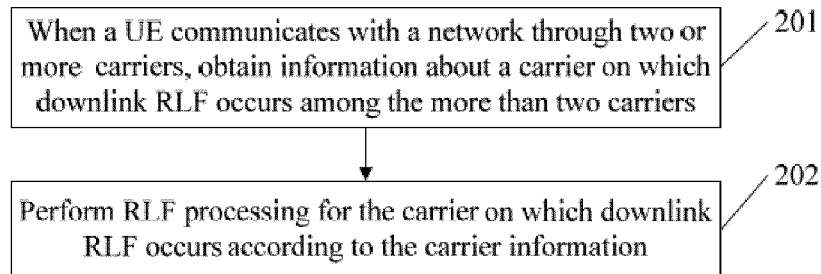 When a UE communicates with a network through two or
more carriers, obtain information about a carrier on which
downlink RLF occurs among the more than two carriers
201
Perform RLF processing for the carrier on which downlink
RLF occurs according to the carrier information
202